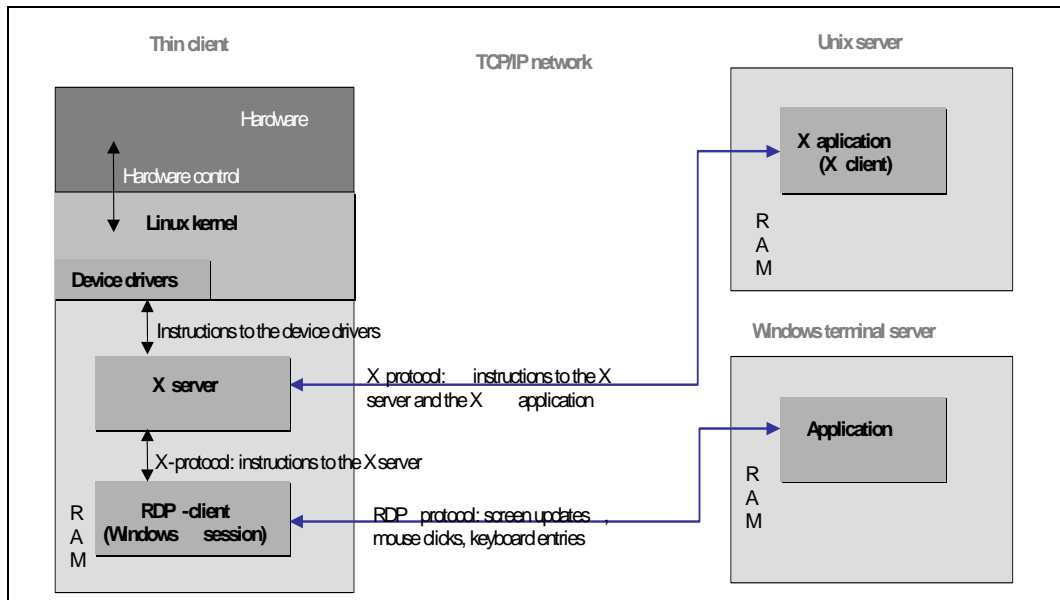 Thin client
TCP/IP network
Unix server
Hardware
Hardware control
Linux kernel
Device drivers
Instructions to the device drivers
X server
X-protocol: instructions to the X server
RDP -client
(Windows session)
R
A
M
X protocol: instructions to the X
server and the X application
RDP protocol: screen updates ,
mouse clicks, keyboard entries
X aplication
(X client)
R
A
M
Windows terminal server
Application
R
A
M